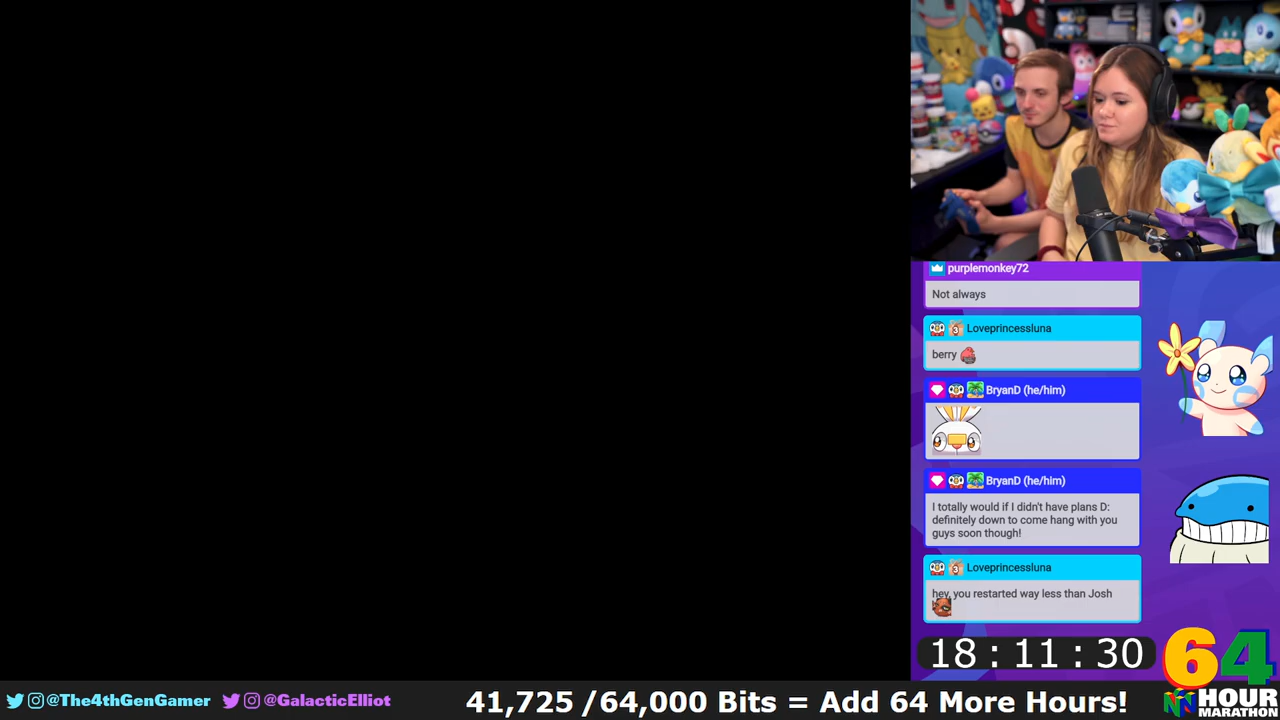 purplemonkey72
Not always
Loveprincessluna
berry
BryanD (he/him)
BryanD (he/him)
I totally would if I didn't have plans D:
definitely down to come hang with you
guys soon though!
Loveprincessluna
hey, you restarted way less than Josh
18:11:30
64
HOUR
MARATHON
@The4thGenGamer
@GalacticElliot
41,725/64,000 Bits = Add 64 More Hours!